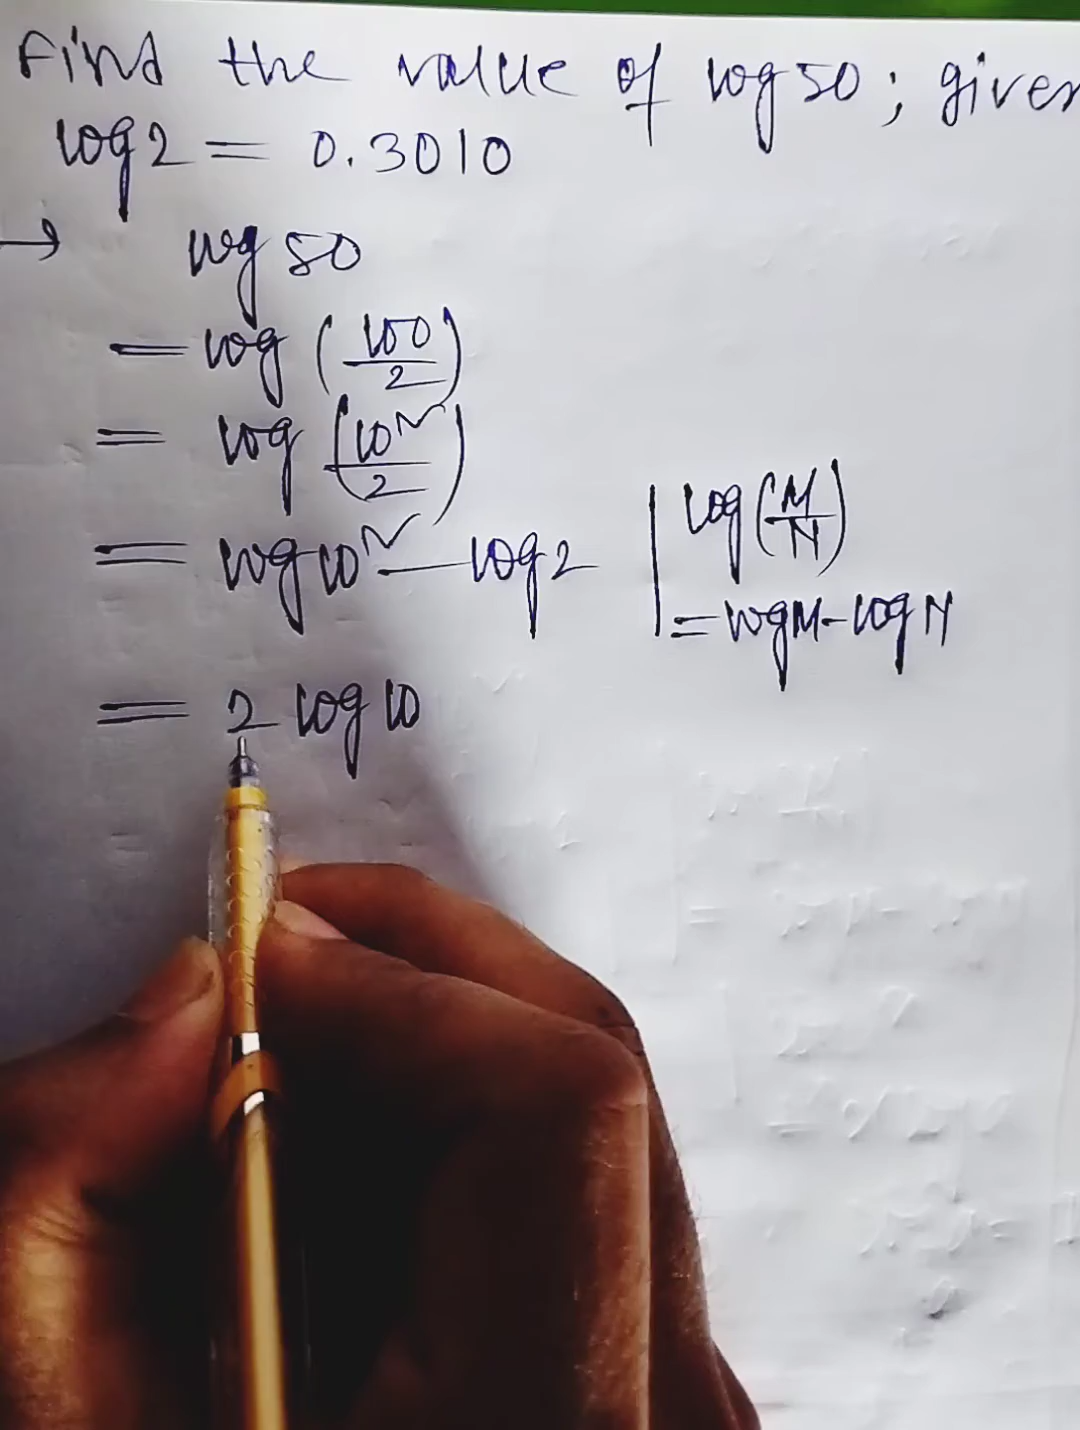 Find the value of log 50; given
log 2 = 0.3010
→ log 50
= log (100/2)
= log (10²/2)
= log 10² - log 2
log (M/N)
= log M - log N
= 2 log 10